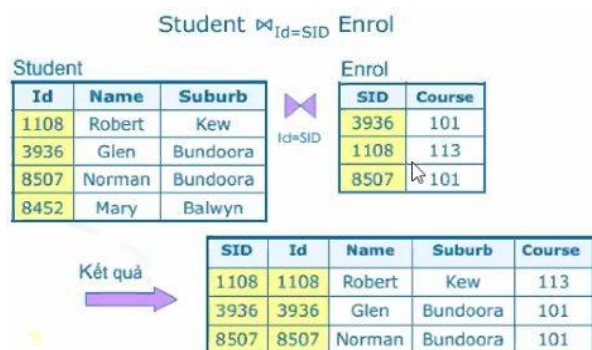 Student ⋈Id=SID Enrol
Student
Id Name Suburb
1108 Robert Kew
3936 Glen Bundoora
8507 Norman Bundoora
8452 Mary Balwyn
Id=SID
Enrol
SID Course
3936 101
1108 113
8507 101
Kết quả
SID Id Name Suburb Course
1108 1108 Robert Kew 113
3936 3936 Glen Bundoora 101
8507 8507 Norman Bundoora 101